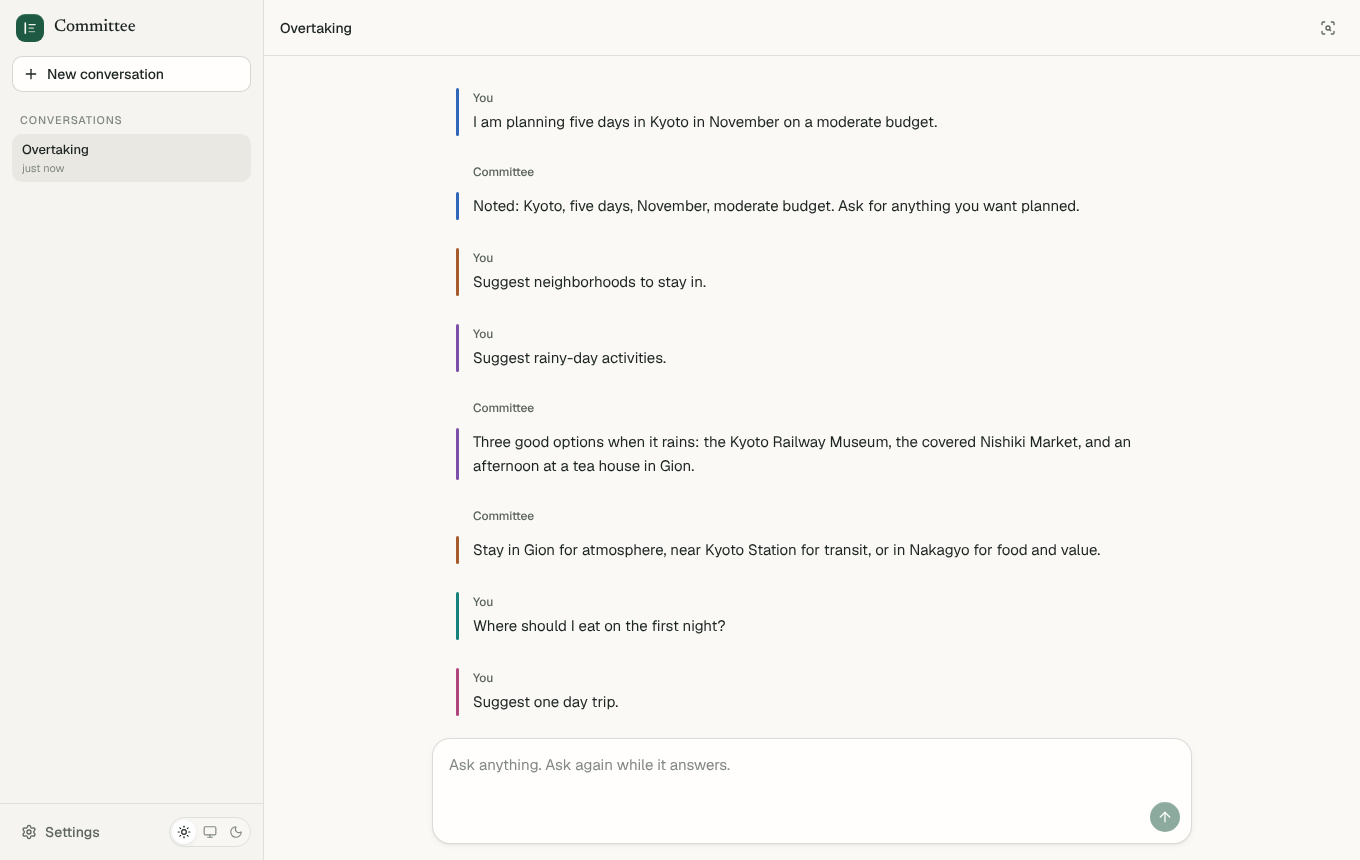 Committee
New conversation
CONVERSATIONS
Overtaking
just now
Settings
Overtaking
You
I am planning five days in Kyoto in November on a moderate budget.
Committee
Noted: Kyoto, five days, November, moderate budget. Ask for anything you want planned.
You
Suggest neighborhoods to stay in.
You
Suggest rainy-day activities.
Committee
Three good options when it rains: the Kyoto Railway Museum, the covered Nishiki Market, and an
afternoon at a tea house in Gion.
Committee
Stay in Gion for atmosphere, near Kyoto Station for transit, or in Nakagyo for food and value.
You
Where should I eat on the first night?
You
Suggest one day trip.
Ask anything. Ask again while it answers.